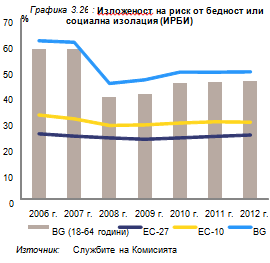 Графика 3.26 : Изложеност на риск от бедност или
социална изолация (ИРБИ)
%
70
60
50
40
30
20
10
0
2006 г. 2007 г. 2008 г. 2009 г. 2010 г. 2011 г. 2012 г.
BG (18-64 години) ЕС-27 ЕС-10 BG
Източник: Службите на Комисията